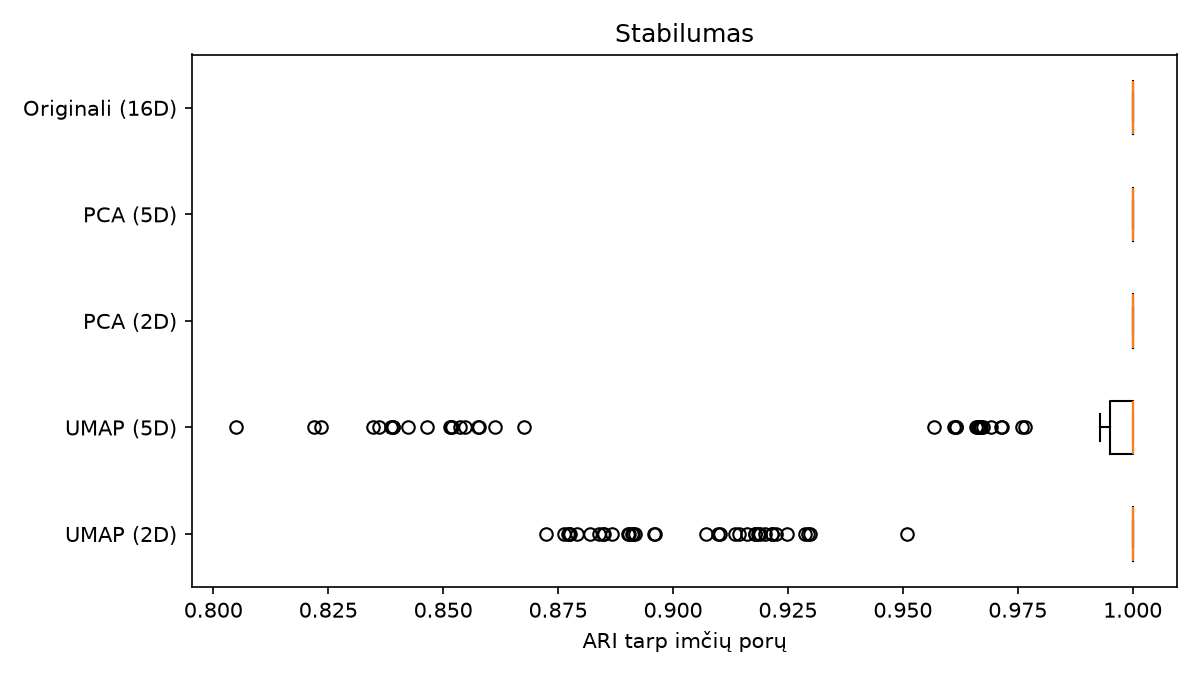 Stabilumas
Originali (16D)
PCA (5D)
PCA (2D)
UMAP (5D)
UMAP (2D)
0.800 0.825 0.850 0.875 0.900 0.925 0.950 0.975 1.000
ARI tarp imčių porų